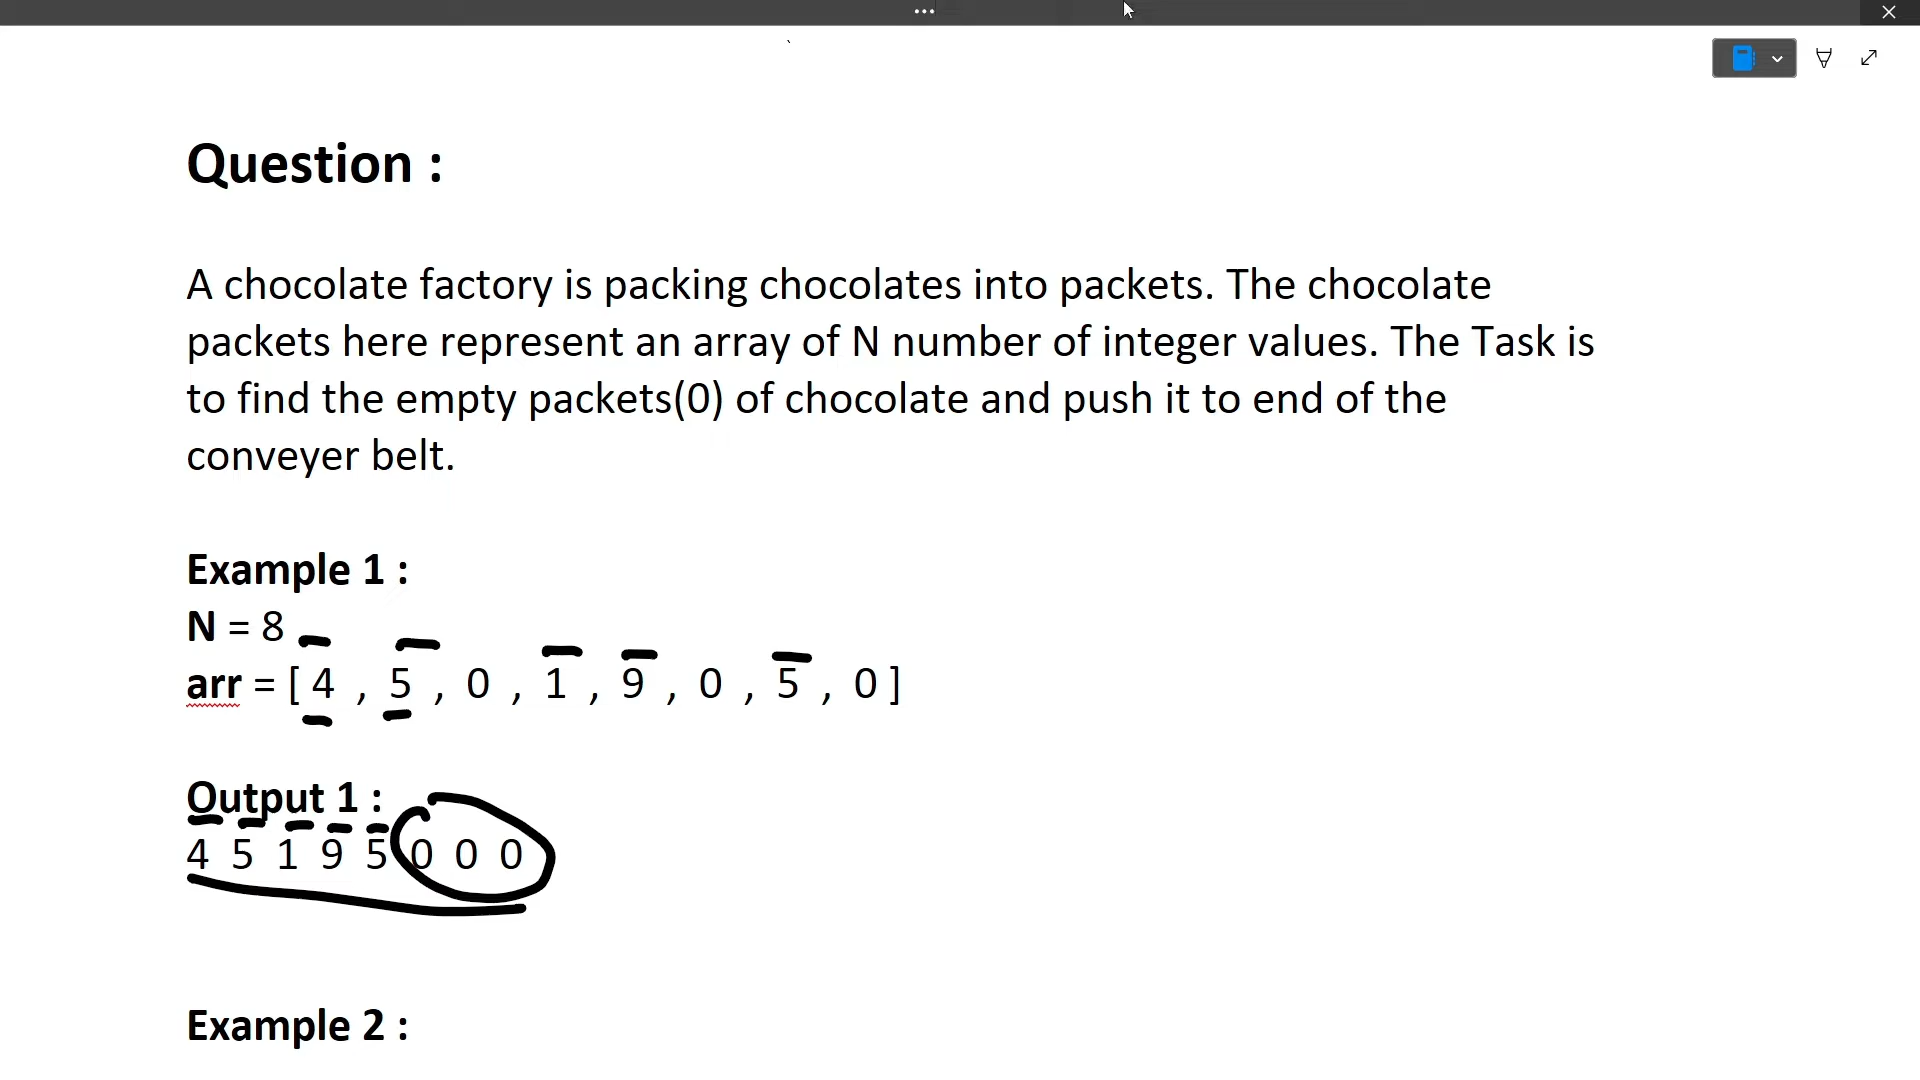 Question :
A chocolate factory is packing chocolates into packets. The chocolate
packets here represent an array of N number of integer values. The Task is
to find the empty packets(0) of chocolate and push it to end of the
conveyer belt.
Example 1 :
N = 8
arr = [ 4 , 5 , 0 , 1 , 9 , 0 , 5 , 0 ]
Output 1 :
4 5 1 9 5 0 0 0
Example 2 :